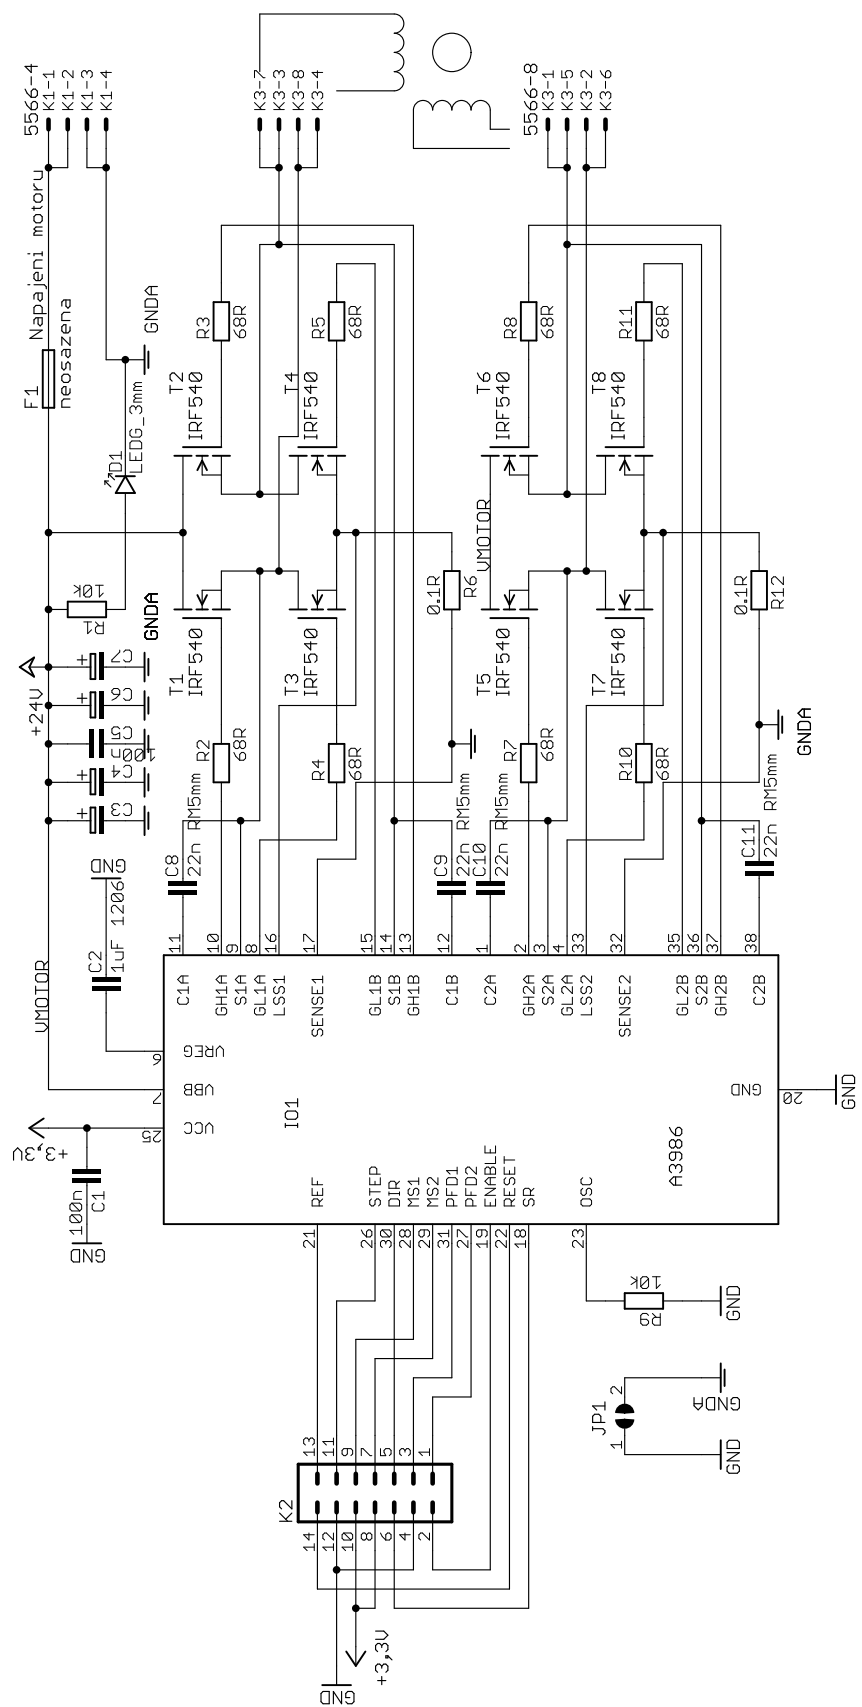 5566-4
K1-1
K1-2
K1-3
K1-4
K3-7
K3-3
K3-8
K3-4
5566-8
K3-1
K3-5
K3-2
K3-6
F1
Napajeni motoru
neosazena
GNDA
D1
LEDG_3mm
R1
10k
GNDA
+24V
C7
C6
C5
100n
C4
C3
T2
IRF540
R3
68R
T4
IRF540
R5
68R
T6
IRF540
R8
68R
T8
IRF540
R11
68R
VMOTOR
T1
IRF540
R2
68R
T3
IRF540
R4
68R
0.1R
R6
T5
IRF540
R7
68R
T7
IRF540
R10
68R
0.1R
R12
GNDA
C8
22n RM5mm
C9
22n RM5mm
C10
22n RM5mm
C11
22n RM5mm
GND
C2
1uF 1206
VMOTOR
+3,3V
100n
C1
GND
11
10
9
8
16
17
15
14
13
12
1
2
3
4
33
32
35
36
37
38
C1A
GH1A
S1A
GL1A
LSS1
SENSE1
GL1B
S1B
GH1B
C1B
C2A
GH2A
S2A
GL2A
LSS2
SENSE2
GL2B
S2B
GH2B
C2B
6
VREG
7
VBB
25
VCC
GND
20
GND
IO1
A3986
REF
STEP
DIR
MS1
MS2
PFD1
PFD2
ENABLE
RESET
SR
OSC
21
26
30
28
29
31
27
19
22
18
23
R9
10k
GND
JP1
1
2
GNDA
GND
K2
13
11
9
7
5
3
1
14
12
10
8
6
4
2
+3,3V
GND